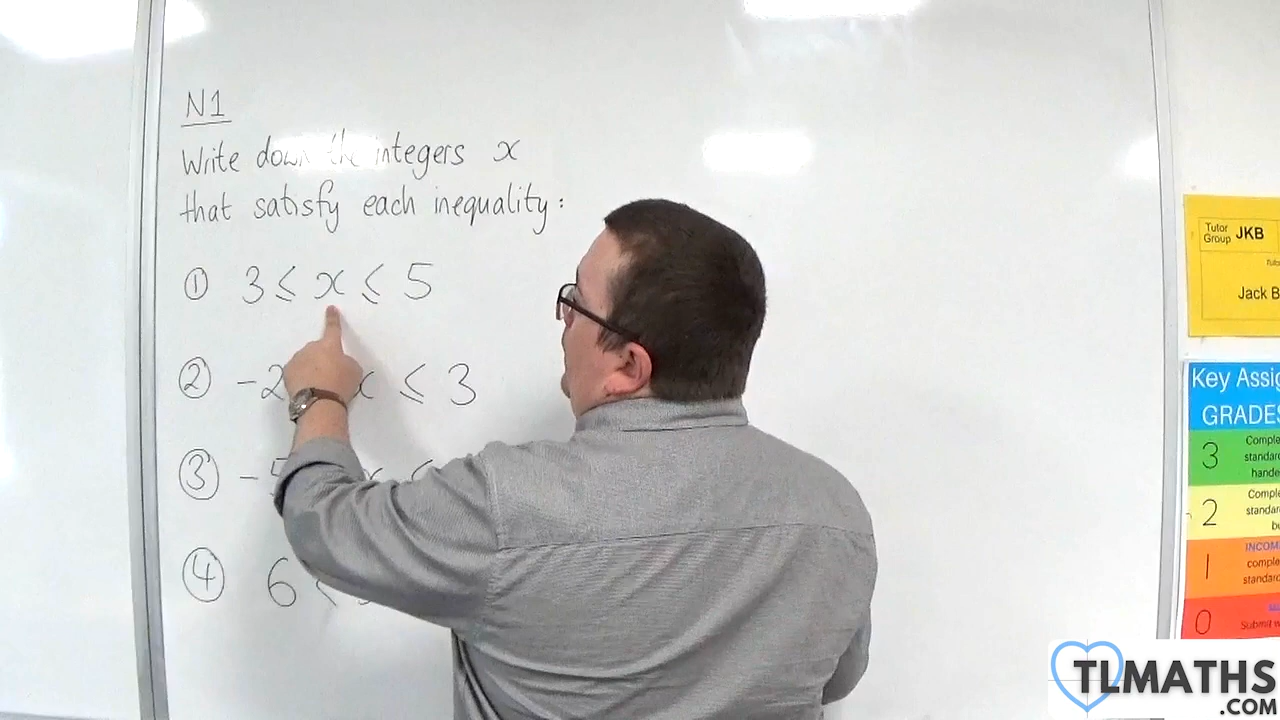 N1
Write down the integers x
that satisfy each inequality:
① 3 ≤ x ≤ 5
② -2 x ≤ 3
③ -5 x
④ 6 <
Tutor Group JKB
Jack B
Key Assig
GRADES
3 Comple standar hande
2 Comple standar bu
1 INCOM comple standar
0 Submit w
TLMATHS
.COM